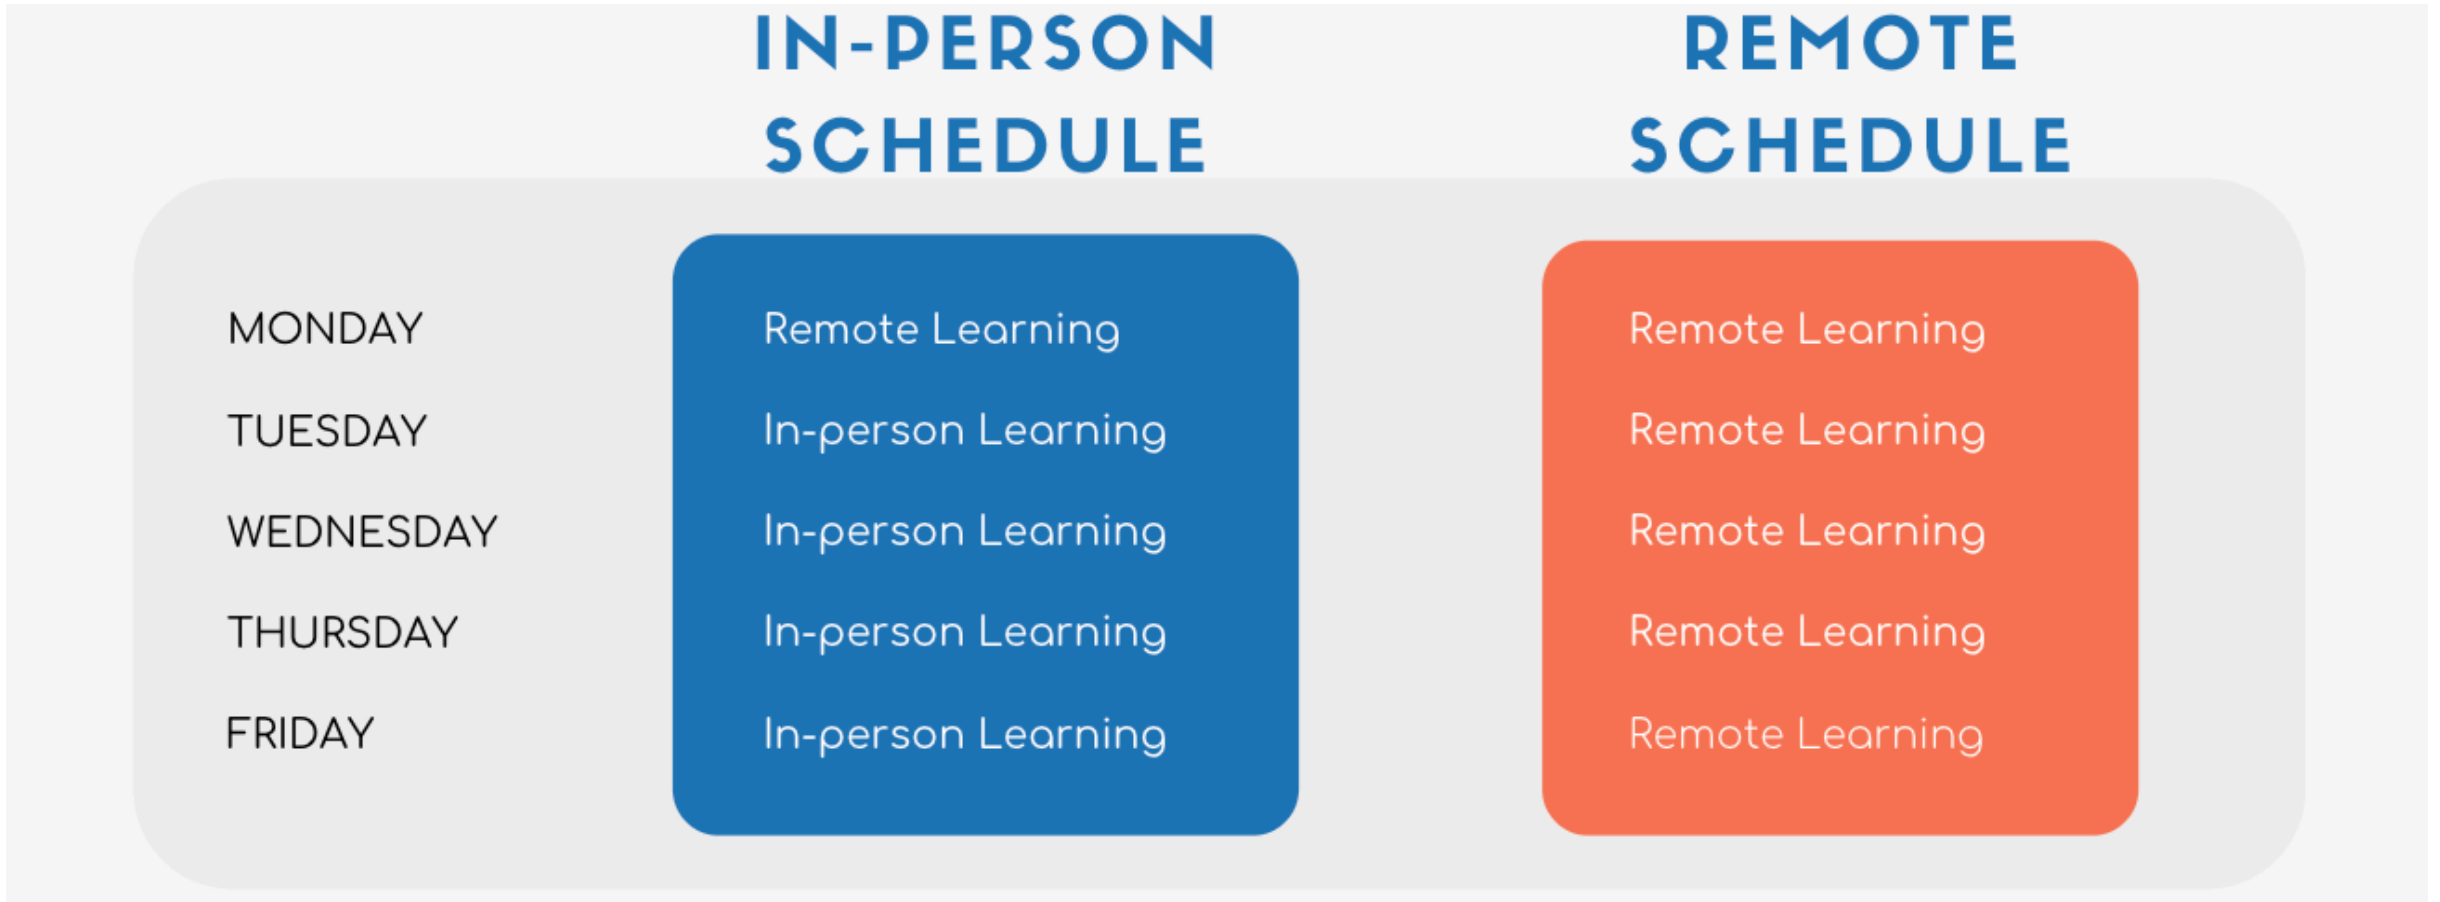 IN-PERSON
SCHEDULE
REMOTE
SCHEDULE
MONDAY Remote Learning Remote Learning
TUESDAY In-person Learning Remote Learning
WEDNESDAY In-person Learning Remote Learning
THURSDAY In-person Learning Remote Learning
FRIDAY In-person Learning Remote Learning